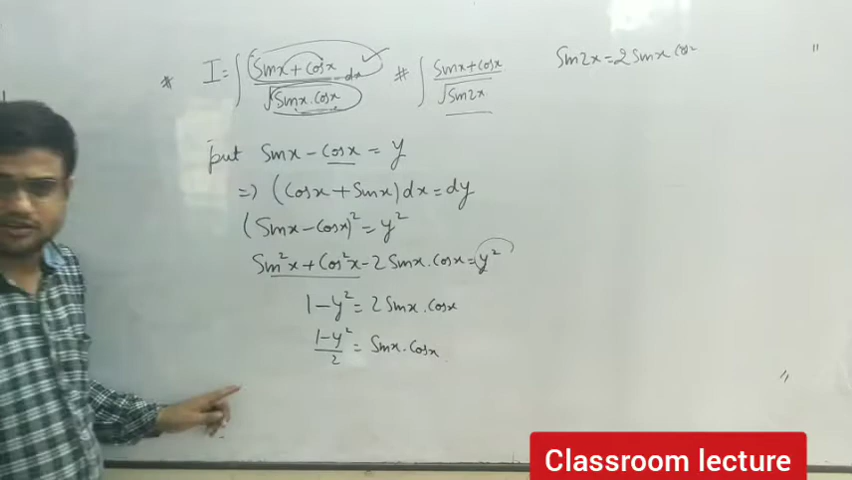 * I = ∫ (Sinx + Cosx) / √(Sinx . Cosx) dx ✓ # ∫ (Sinx + Cosx) / √Sin2x Sin2x = 2 Sinx Cosx "
put Sinx - Cosx = y
=> (Cosx + Sinx) dx = dy
(Sinx - Cosx)² = y²
Sin²x + Cos²x - 2 Sinx . Cosx = y²
1 - y² = 2 Sinx . Cosx
(1 - y²) / 2 = Sinx . Cosx
Classroom lecture